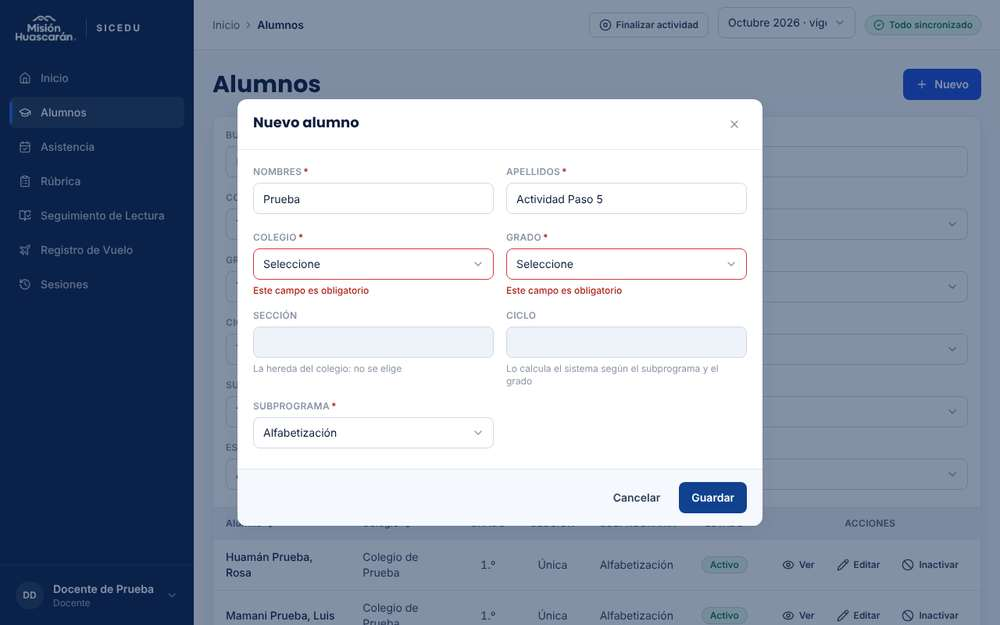 Misión
Huascarán.
SICEDU
Inicio
Alumnos
Asistencia
Rúbrica
Seguimiento de Lectura
Registro de Vuelo
Sesiones
DD
Docente de Prueba
Docente
Inicio > Alumnos
Finalizar actividad
Octubre 2026 · vig
Todo sincronizado
Alumnos
+ Nuevo
Nuevo alumno
×
NOMBRES *
Prueba
APELLIDOS *
Actividad Paso 5
COLEGIO *
Seleccione
Este campo es obligatorio
GRADO *
Seleccione
Este campo es obligatorio
SECCIÓN
La hereda del colegio: no se elige
CICLO
Lo calcula el sistema según el subprograma y el
grado
SUBPROGRAMA *
Alfabetización
Cancelar
Guardar
ACCIONES
Huamán Prueba,
Rosa
Colegio de
Prueba
1.º
Única
Alfabetización
Activo
Ver
Editar
Inactivar
Mamani Prueba, Luis
Colegio de
Prueba
1.º
Única
Alfabetización
Activo
Ver
Editar
Inactivar